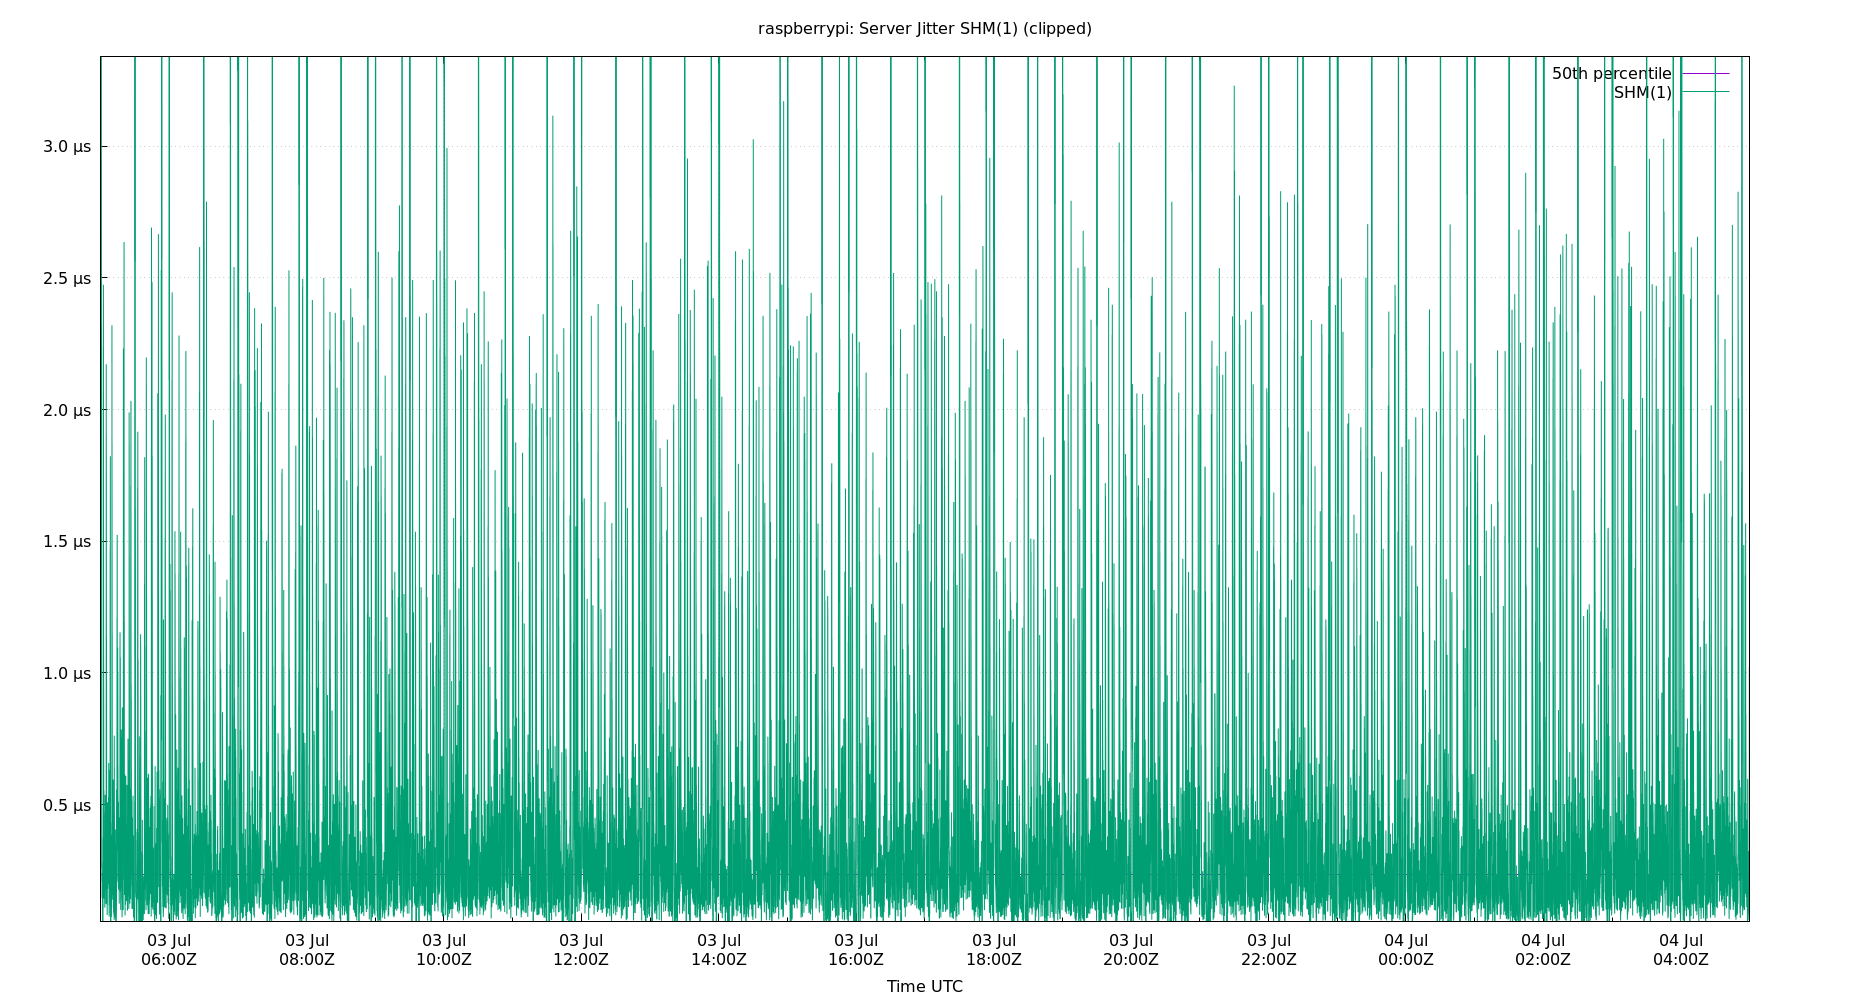 raspberrypi: Server Jitter SHM(1) (clipped)
50th percentile
SHM(1)
3.0 µs
2.5 µs
2.0 µs
1.5 µs
1.0 µs
0.5 µs
03 Jul 03 Jul 03 Jul 03 Jul 03 Jul 03 Jul 03 Jul 03 Jul 03 Jul 04 Jul 04 Jul 04 Jul
06:00Z 08:00Z 10:00Z 12:00Z 14:00Z 16:00Z 18:00Z 20:00Z 22:00Z 00:00Z 02:00Z 04:00Z
Time UTC